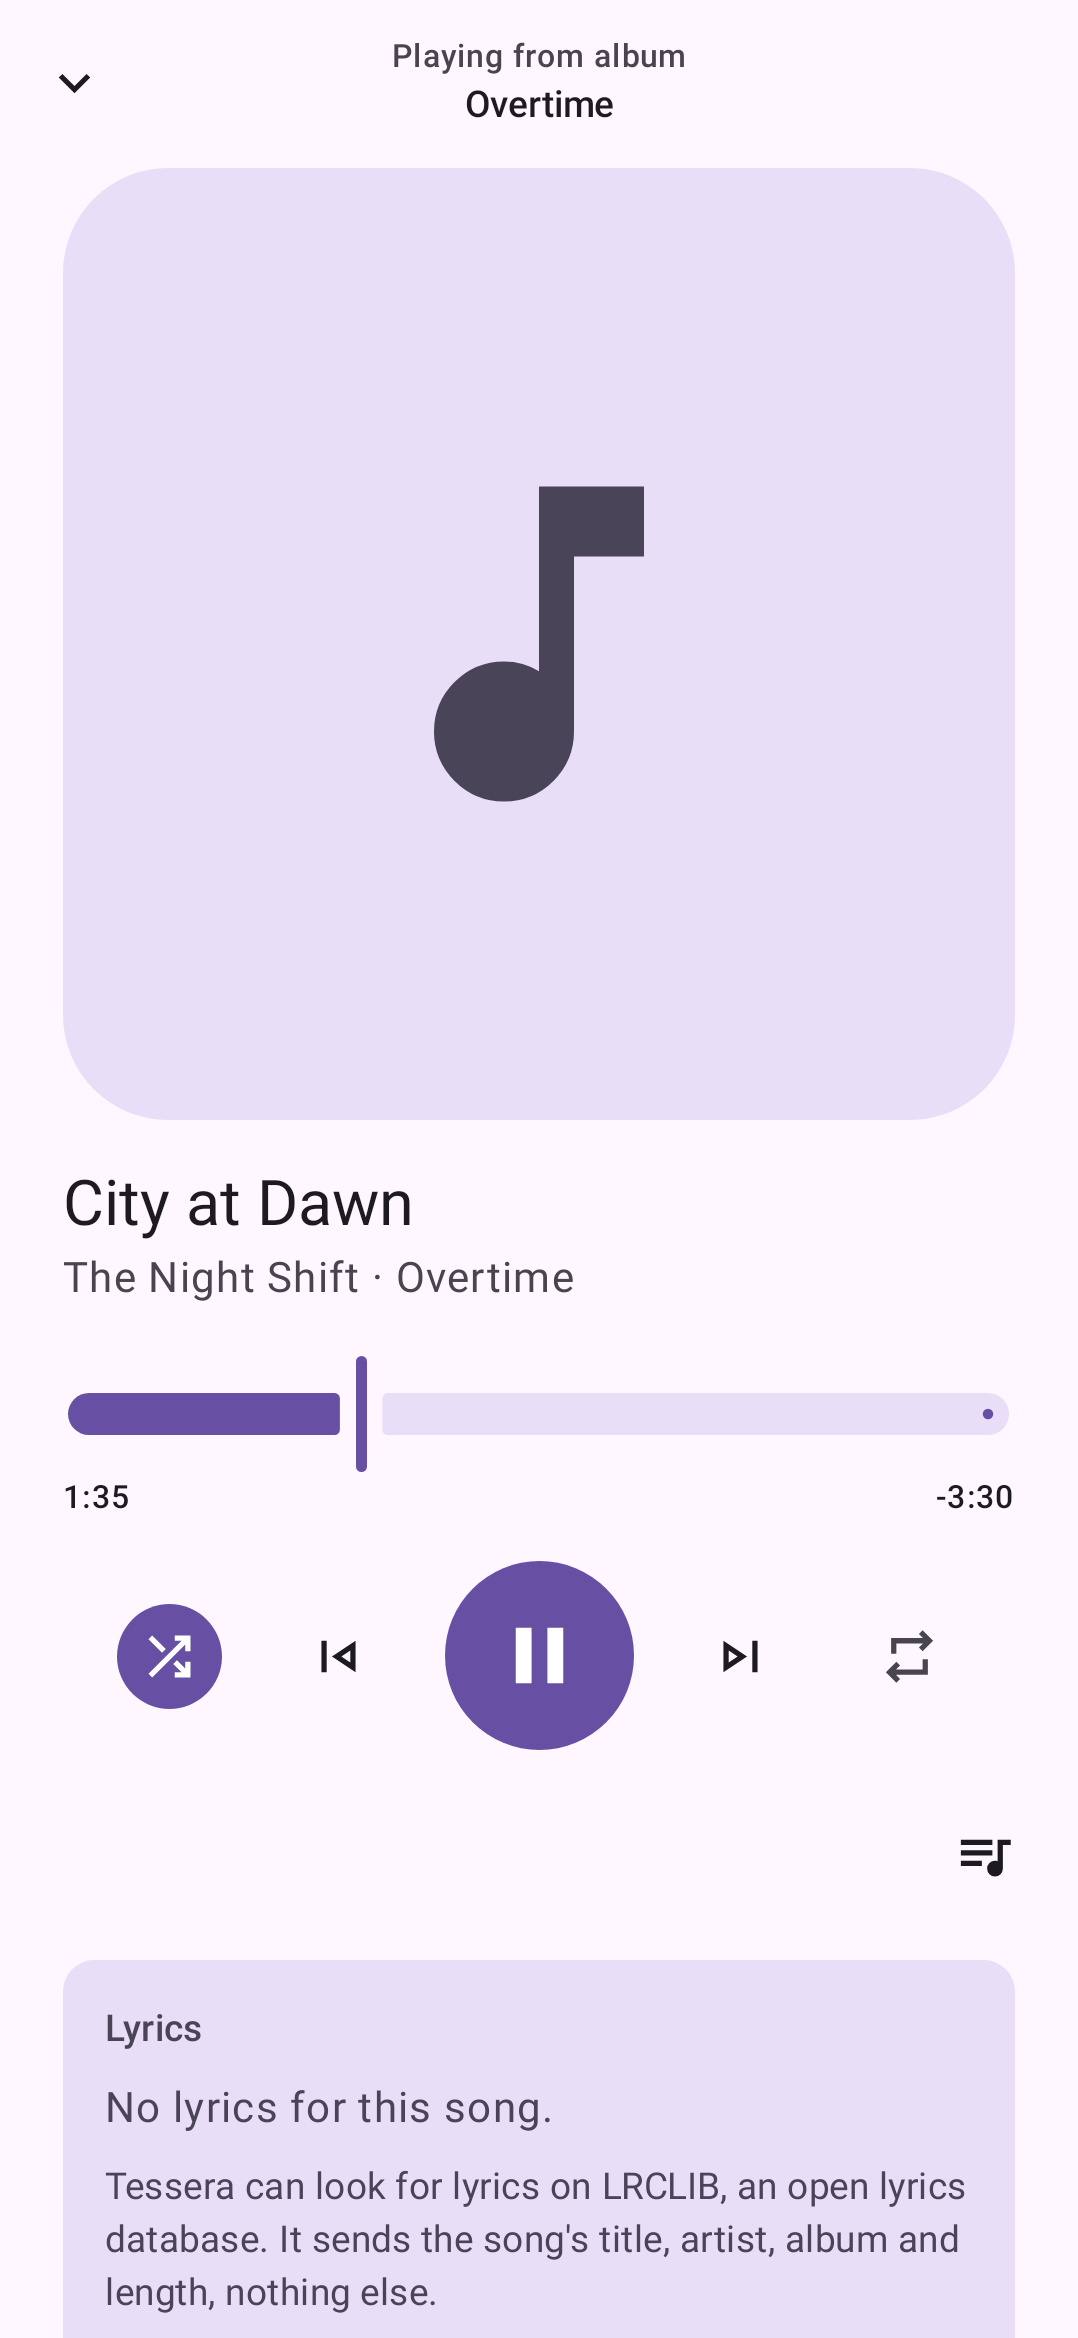 Playing from album
Overtime
City at Dawn
The Night Shift · Overtime
1:35
-3:30
Lyrics
No lyrics for this song.
Tessera can look for lyrics on LRCLIB, an open lyrics
database. It sends the song's title, artist, album and
length, nothing else.